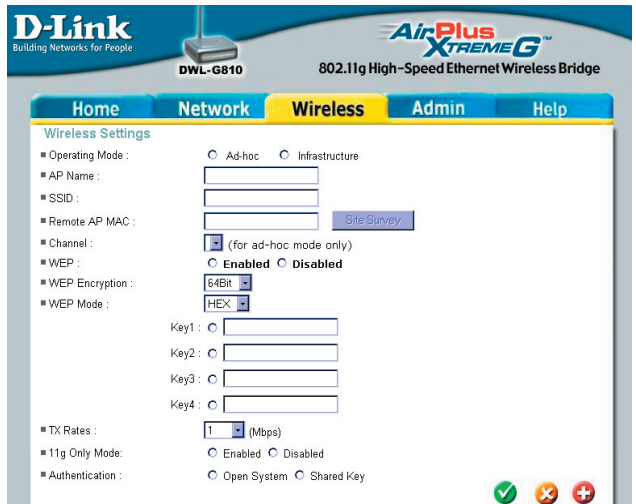 D-Link
Building Networks for People
AirPlus
XTREME G™
DWL-G810
802.11g High-Speed Ethernet Wireless Bridge
Home Network Wireless Admin Help
Wireless Settings
Operating Mode : Ad-hoc Infrastructure
AP Name :
SSID :
Remote AP MAC : Site Survey
Channel : (for ad-hoc mode only)
WEP : Enabled Disabled
WEP Encryption : 64Bit
WEP Mode : HEX
Key1 :
Key2 :
Key3 :
Key4 :
TX Rates : 1 (Mbps)
11g Only Mode: Enabled Disabled
Authentication : Open System Shared Key